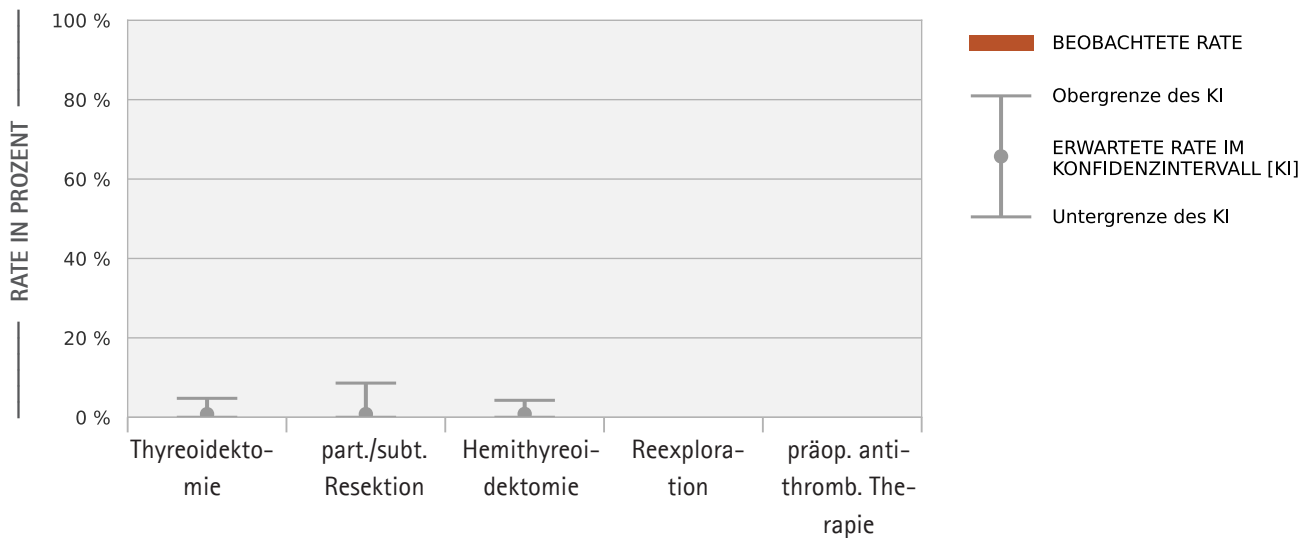 RATE IN PROZENT
100 %
80 %
60 %
40 %
20 %
0 %
Thyreoidekto-
mie
part./subt.
Resektion
Hemithyreoi-
dektomie
Reexplora-
tion
präop. anti-
thromb. The-
rapie
BEOBACHTETE RATE
Obergrenze des KI
ERWARTETE RATE IM
KONFIDENZINTERVALL [KI]
Untergrenze des KI